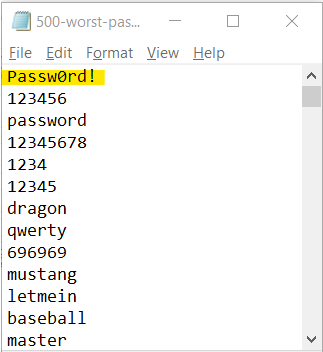 500-worst-pas...
File Edit Format View Help
Passw0rd!
123456
password
12345678
1234
12345
dragon
qwerty
696969
mustang
letmein
baseball
master